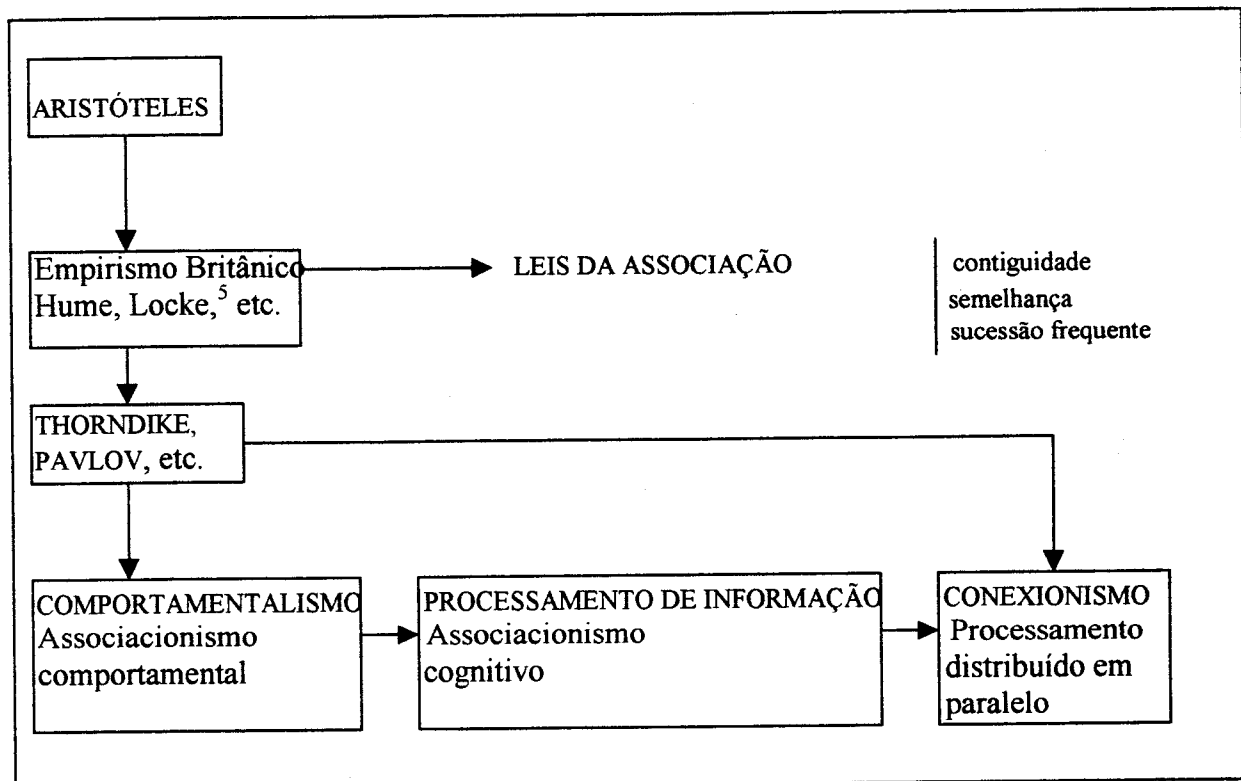 ARISTÓTELES
Empirismo Británico
Hume, Locke,⁵ etc.
LEIS DA ASSOCIAÇÃO
contiguidade
semelhança
sucessão frequente
THORNDIKE,
PAVLOV, etc.
COMPORTAMENTALISMO
Associacionismo
comportamental
PROCESSAMENTO DE INFORMAÇÃO
Associacionismo
cognitivo
CONEXIONISMO
Processamento
distribuído em
paralelo